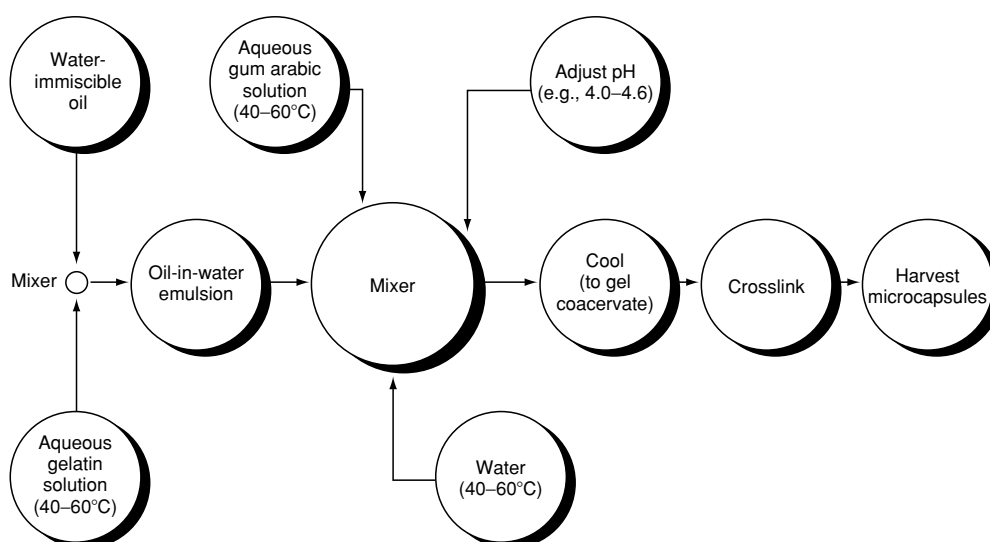 Water-
immiscible
oil
Aqueous
gum arabic
solution
(40–60°C)
Adjust pH
(e.g., 4.0–4.6)
Mixer
Oil-in-water
emulsion
Mixer
Cool
(to gel
coacervate)
Crosslink
Harvest
microcapsules
Aqueous
gelatin
solution
(40–60°C)
Water
(40–60°C)